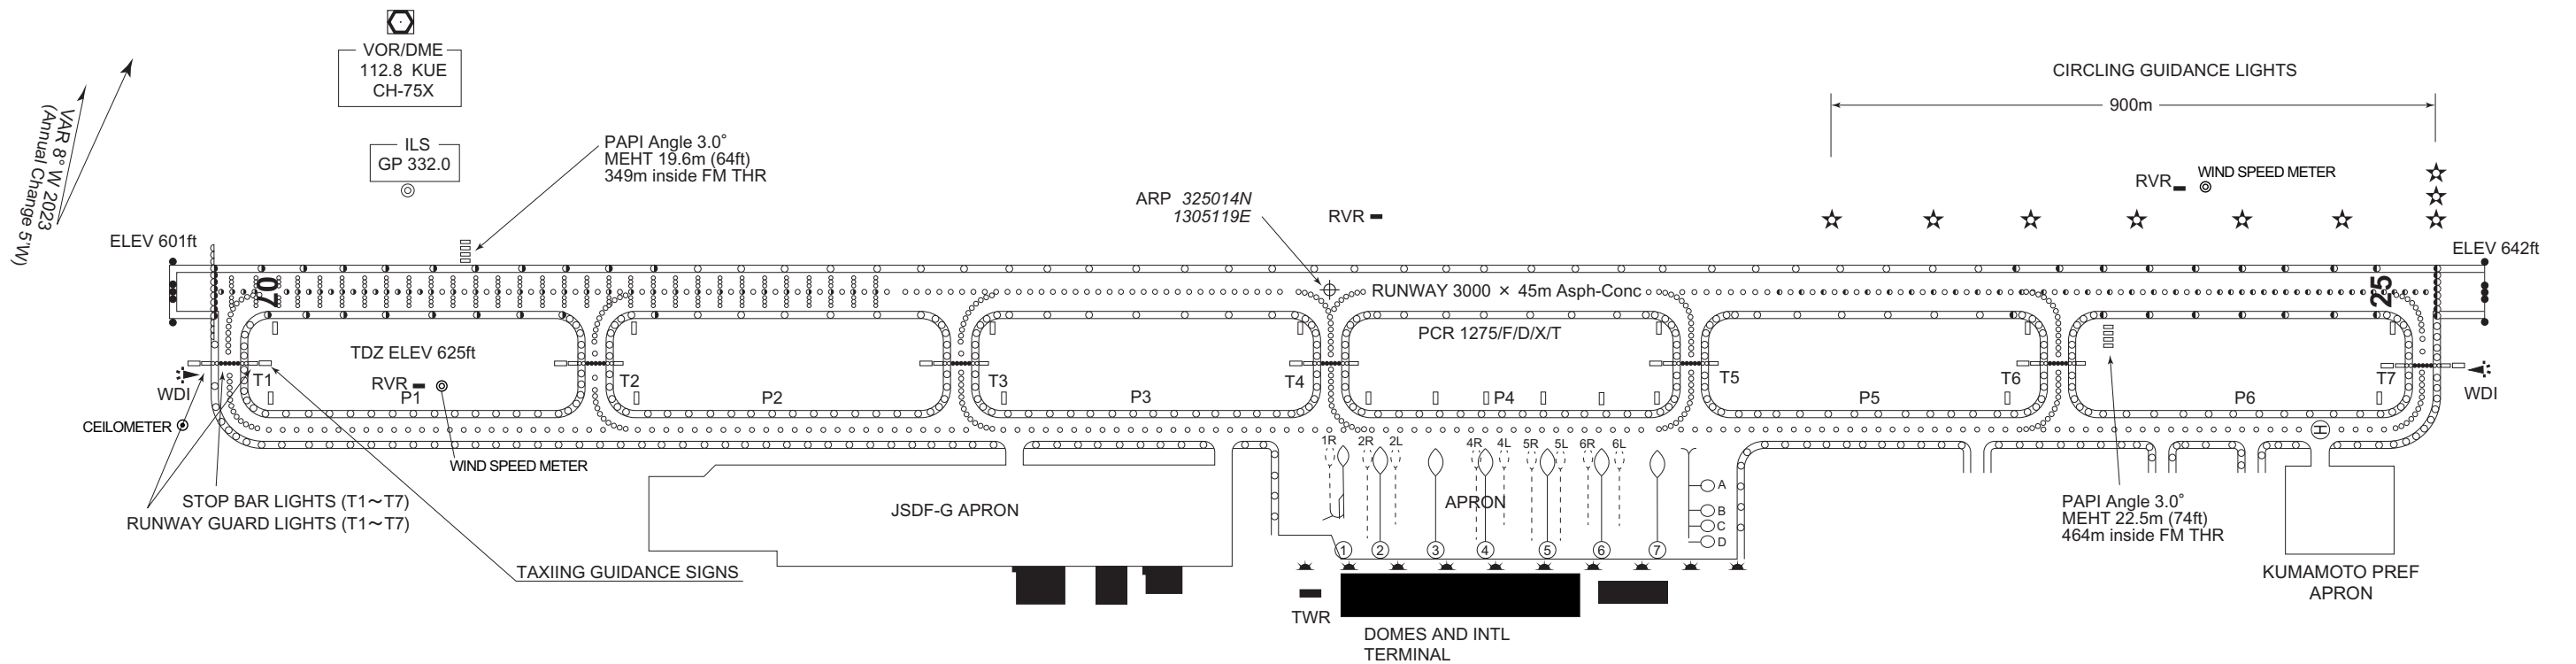 VOR/DME
112.8 KUE
CH-75X
CIRCLING GUIDANCE LIGHTS
900m
VAR 8° W 2023
(Annual Change 5'W)
ILS
GP 332.0
PAPI Angle 3.0°
MEHT 19.6m (64ft)
349m inside FM THR
ARP 325014N
1305119E
RVR
RVR
WIND SPEED METER
ELEV 601ft
ELEV 642ft
07
RUNWAY 3000 × 45m Asph-Conc
25
PCR 1275/F/D/X/T
TDZ ELEV 625ft
WDI
T1
RVR
P1
T2
P2
T3
P3
T4
P4
T5
P5
T6
P6
T7
WDI
CEILOMETER
WIND SPEED METER
H
1R
2R
2L
4R
4L
5R
5L
6R
6L
STOP BAR LIGHTS (T1～T7)
RUNWAY GUARD LIGHTS (T1～T7)
JSDF-G APRON
APRON
A
B
C
D
PAPI Angle 3.0°
MEHT 22.5m (74ft)
464m inside FM THR
1
2
3
4
5
6
7
TAXIING GUIDANCE SIGNS
KUMAMOTO PREF
APRON
TWR
DOMES AND INTL
TERMINAL